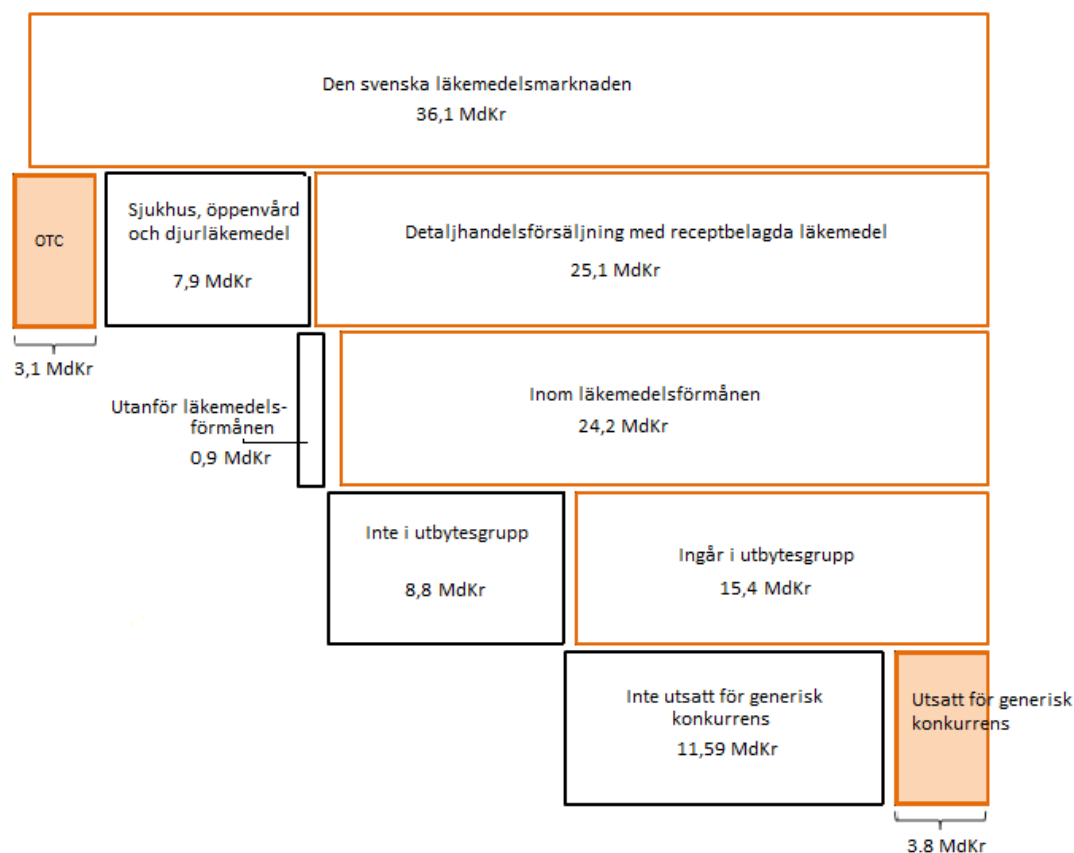 Den svenska läkemedelsmarknaden
36,1 MdKr
OTC
3,1 MdKr
Sjukhus, öppenvård
och djurläkemedel
7,9 MdKr
Detaljhandelsförsäljning med receptbelagda läkemedel
25,1 MdKr
Utanför läkemedels-
förmånen
0,9 MdKr
Inom läkemedelsförmånen
24,2 MdKr
Inte i utbytesgrupp
8,8 MdKr
Ingår i utbytesgrupp
15,4 MdKr
Inte utsatt för generisk
konkurrens
11,59 MdKr
Utsatt för generisk
konkurrens
3.8 MdKr